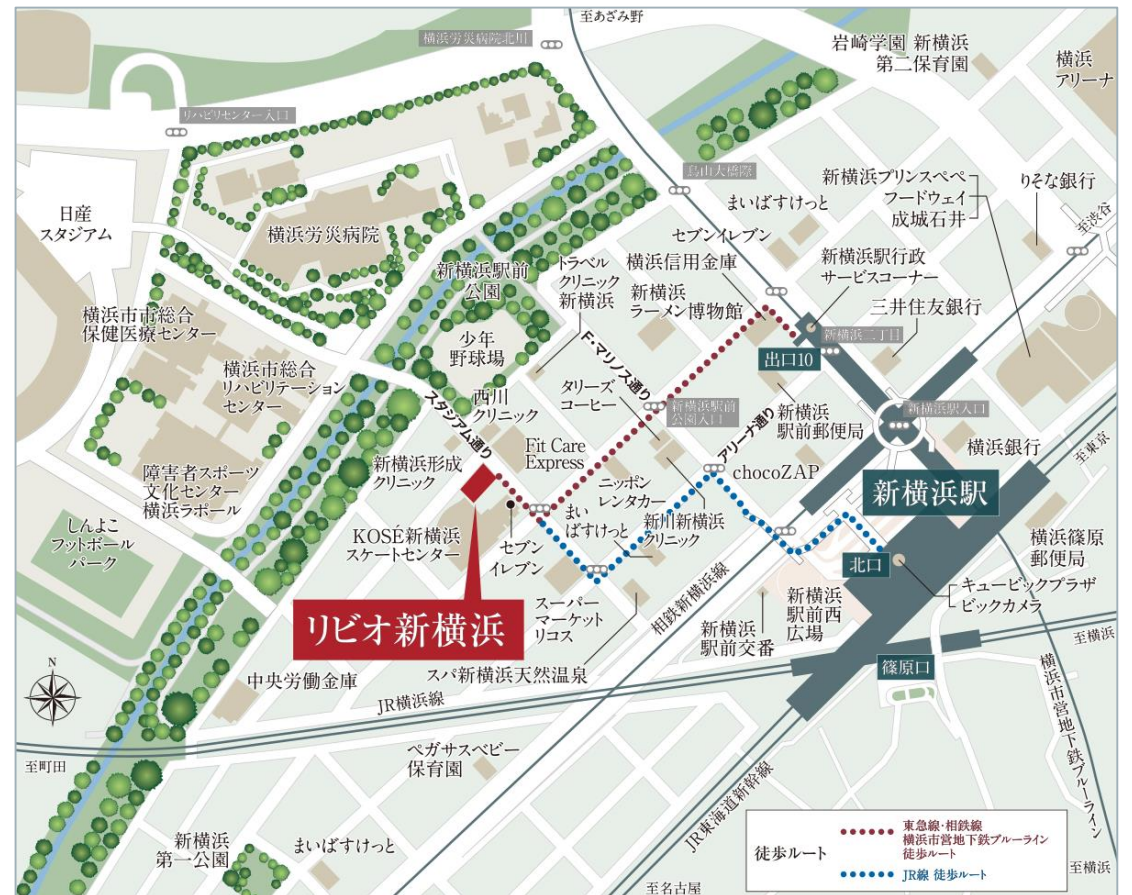 至あざみ野
横浜労災病院北川
岩崎学園 新横浜
第二保育園
横浜
アリーナ
リハビリセンター入口
鳥山大橋際
新横浜プリンスペペ
フードウェイ
成城石井
りそな銀行
まいばすけっと
至渋谷
日産
スタジアム
横浜労災病院
セブンイレブン
新横浜駅行政
サービスコーナー
新横浜駅前
公園
トラベル
クリニック
新横浜
横浜信用金庫
新横浜
ラーメン博物館
三井住友銀行
横浜市市総合
保健医療センター
少年
野球場
F・マリノス通り
新横浜二丁目
出口10
横浜市総合
リハビリテーション
センター
西川
クリニック
スタジアム通り
タリーズ
コーヒー
新横浜駅前
公園入口
アリーナ通り
新横浜
駅前郵便局
新横浜駅入口
横浜銀行
至東京
Fit Care
Express
新横浜形成
クリニック
chocoZAP
新横浜駅
障害者スポーツ
文化センター
横浜ラポール
ニッポン
レンタカー
まい
ばすけっと
新川新横浜
クリニック
しんよこ
フットボール
パーク
KOSÉ新横浜
スケートセンター
セブン
イレブン
横浜篠原
郵便局
北口
キュービックプラザ
ビックカメラ
相鉄新横浜線
新横浜
駅前西
広場
スーパー
マーケット
リコス
新横浜
駅前交番
リビオ新横浜
至横浜
スパ新横浜天然温泉
篠原口
横浜市営地下鉄ブルーライン
N
中央労働金庫
JR横浜線
至町田
ペガサスベビー
保育園
JR東海道新幹線
新横浜
第一公園
まいばすけっと
徒歩ルート
東急線・相鉄線
横浜市営地下鉄ブルーライン
徒歩ルート
JR線 徒歩ルート
至横浜
至名古屋